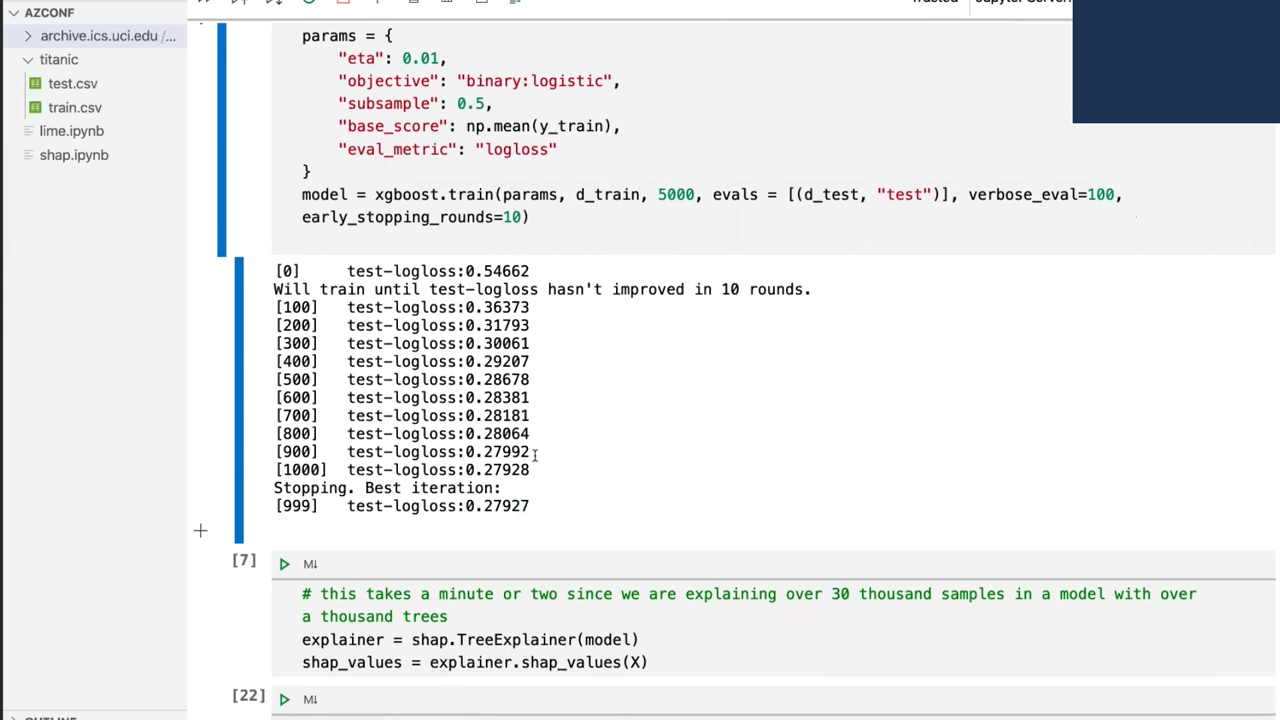 AZCONF
archive.ics.uci.edu /...
titanic
test.csv
train.csv
lime.ipynb
shap.ipynb
params = {
"eta": 0.01,
"objective": "binary:logistic",
"subsample": 0.5,
"base_score": np.mean(y_train),
"eval_metric": "logloss"
}
model = xgboost.train(params, d_train, 5000, evals = [(d_test, "test")], verbose_eval=100,
early_stopping_rounds=10)
[0] test-logloss:0.54662
Will train until test-logloss hasn't improved in 10 rounds.
[100] test-logloss:0.36373
[200] test-logloss:0.31793
[300] test-logloss:0.30061
[400] test-logloss:0.29207
[500] test-logloss:0.28678
[600] test-logloss:0.28381
[700] test-logloss:0.28181
[800] test-logloss:0.28064
[900] test-logloss:0.27992
[1000] test-logloss:0.27928
Stopping. Best iteration:
[999] test-logloss:0.27927
[7] M↓
# this takes a minute or two since we are explaining over 30 thousand samples in a model with over
a thousand trees
explainer = shap.TreeExplainer(model)
shap_values = explainer.shap_values(X)
[22] M↓